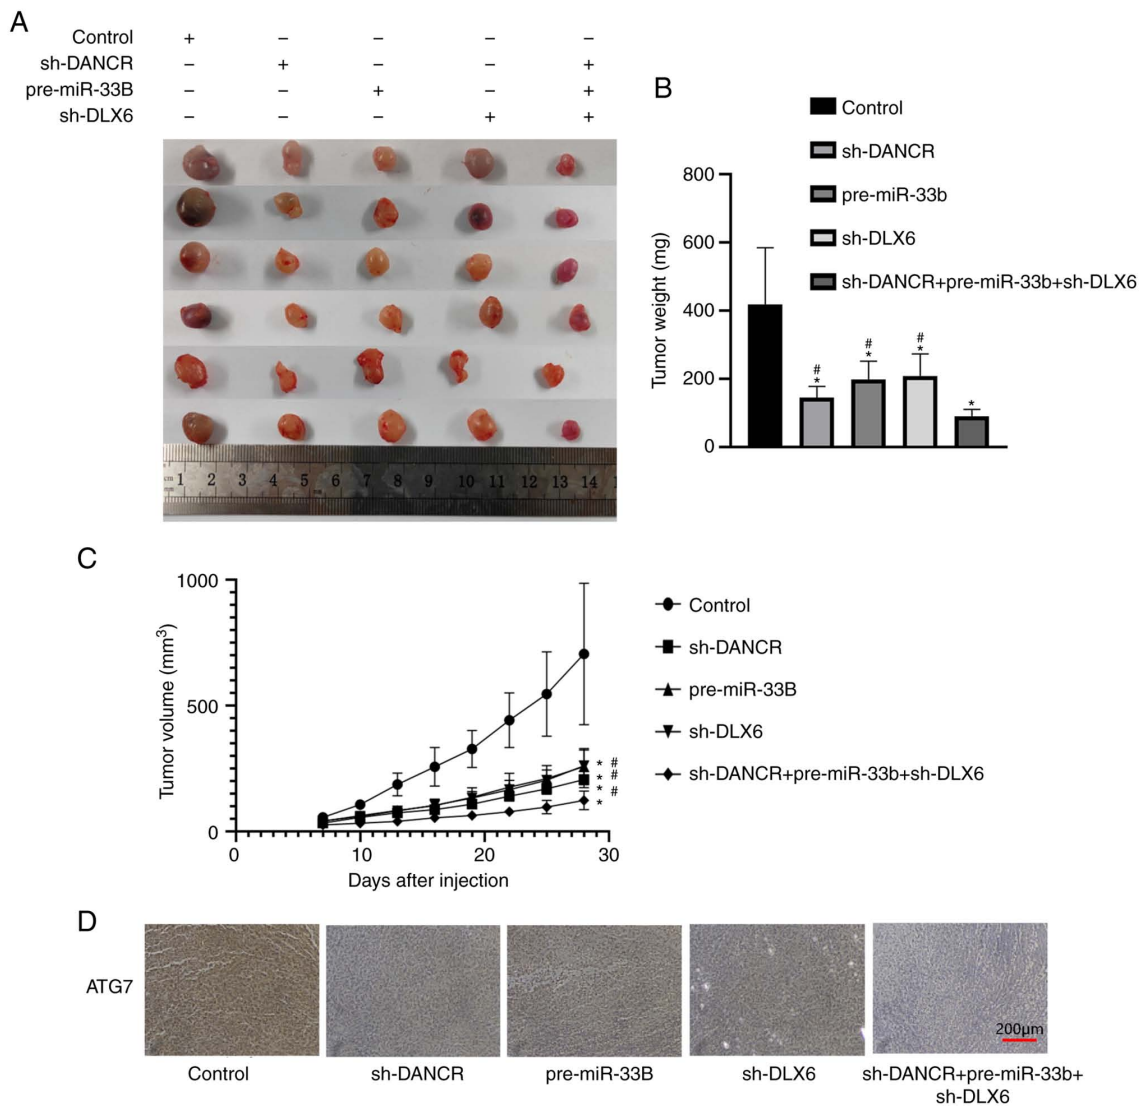 A
Control + – – – –
sh-DANCR – + – – +
pre-miR-33B – – + – +
sh-DLX6 – – – + +
cm 1 2 3 4 5 6 7 8 9 10 11 12 13 14
mm
B
Control
sh-DANCR
pre-miR-33b
sh-DLX6
sh-DANCR+pre-miR-33b+sh-DLX6
Tumor weight (mg)
800
600
400
200
0
#
*
#
*
#
*
*
C
Tumor volume (mm³)
1000
500
0
0 10 20 30
Days after injection
* #
* #
* #
*
Control
sh-DANCR
pre-miR-33B
sh-DLX6
sh-DANCR+pre-miR-33b+sh-DLX6
D
ATG7
200μm
Control sh-DANCR pre-miR-33B sh-DLX6 sh-DANCR+pre-miR-33b+
sh-DLX6